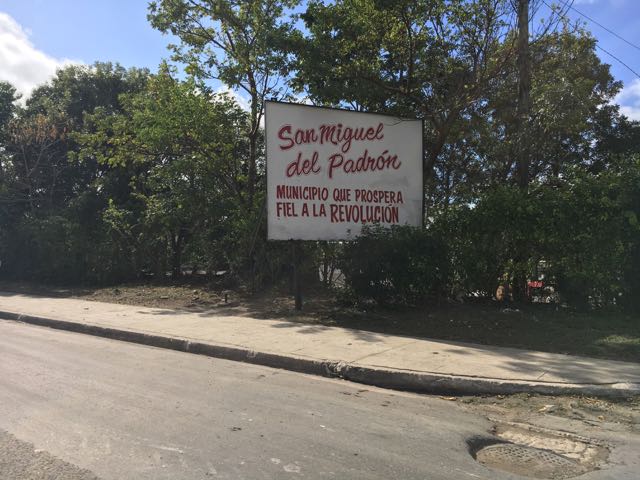 San Miguel
del Padrón
MUNICIPIO QUE PROSPERA
FIEL A LA REVOLUCIÓN